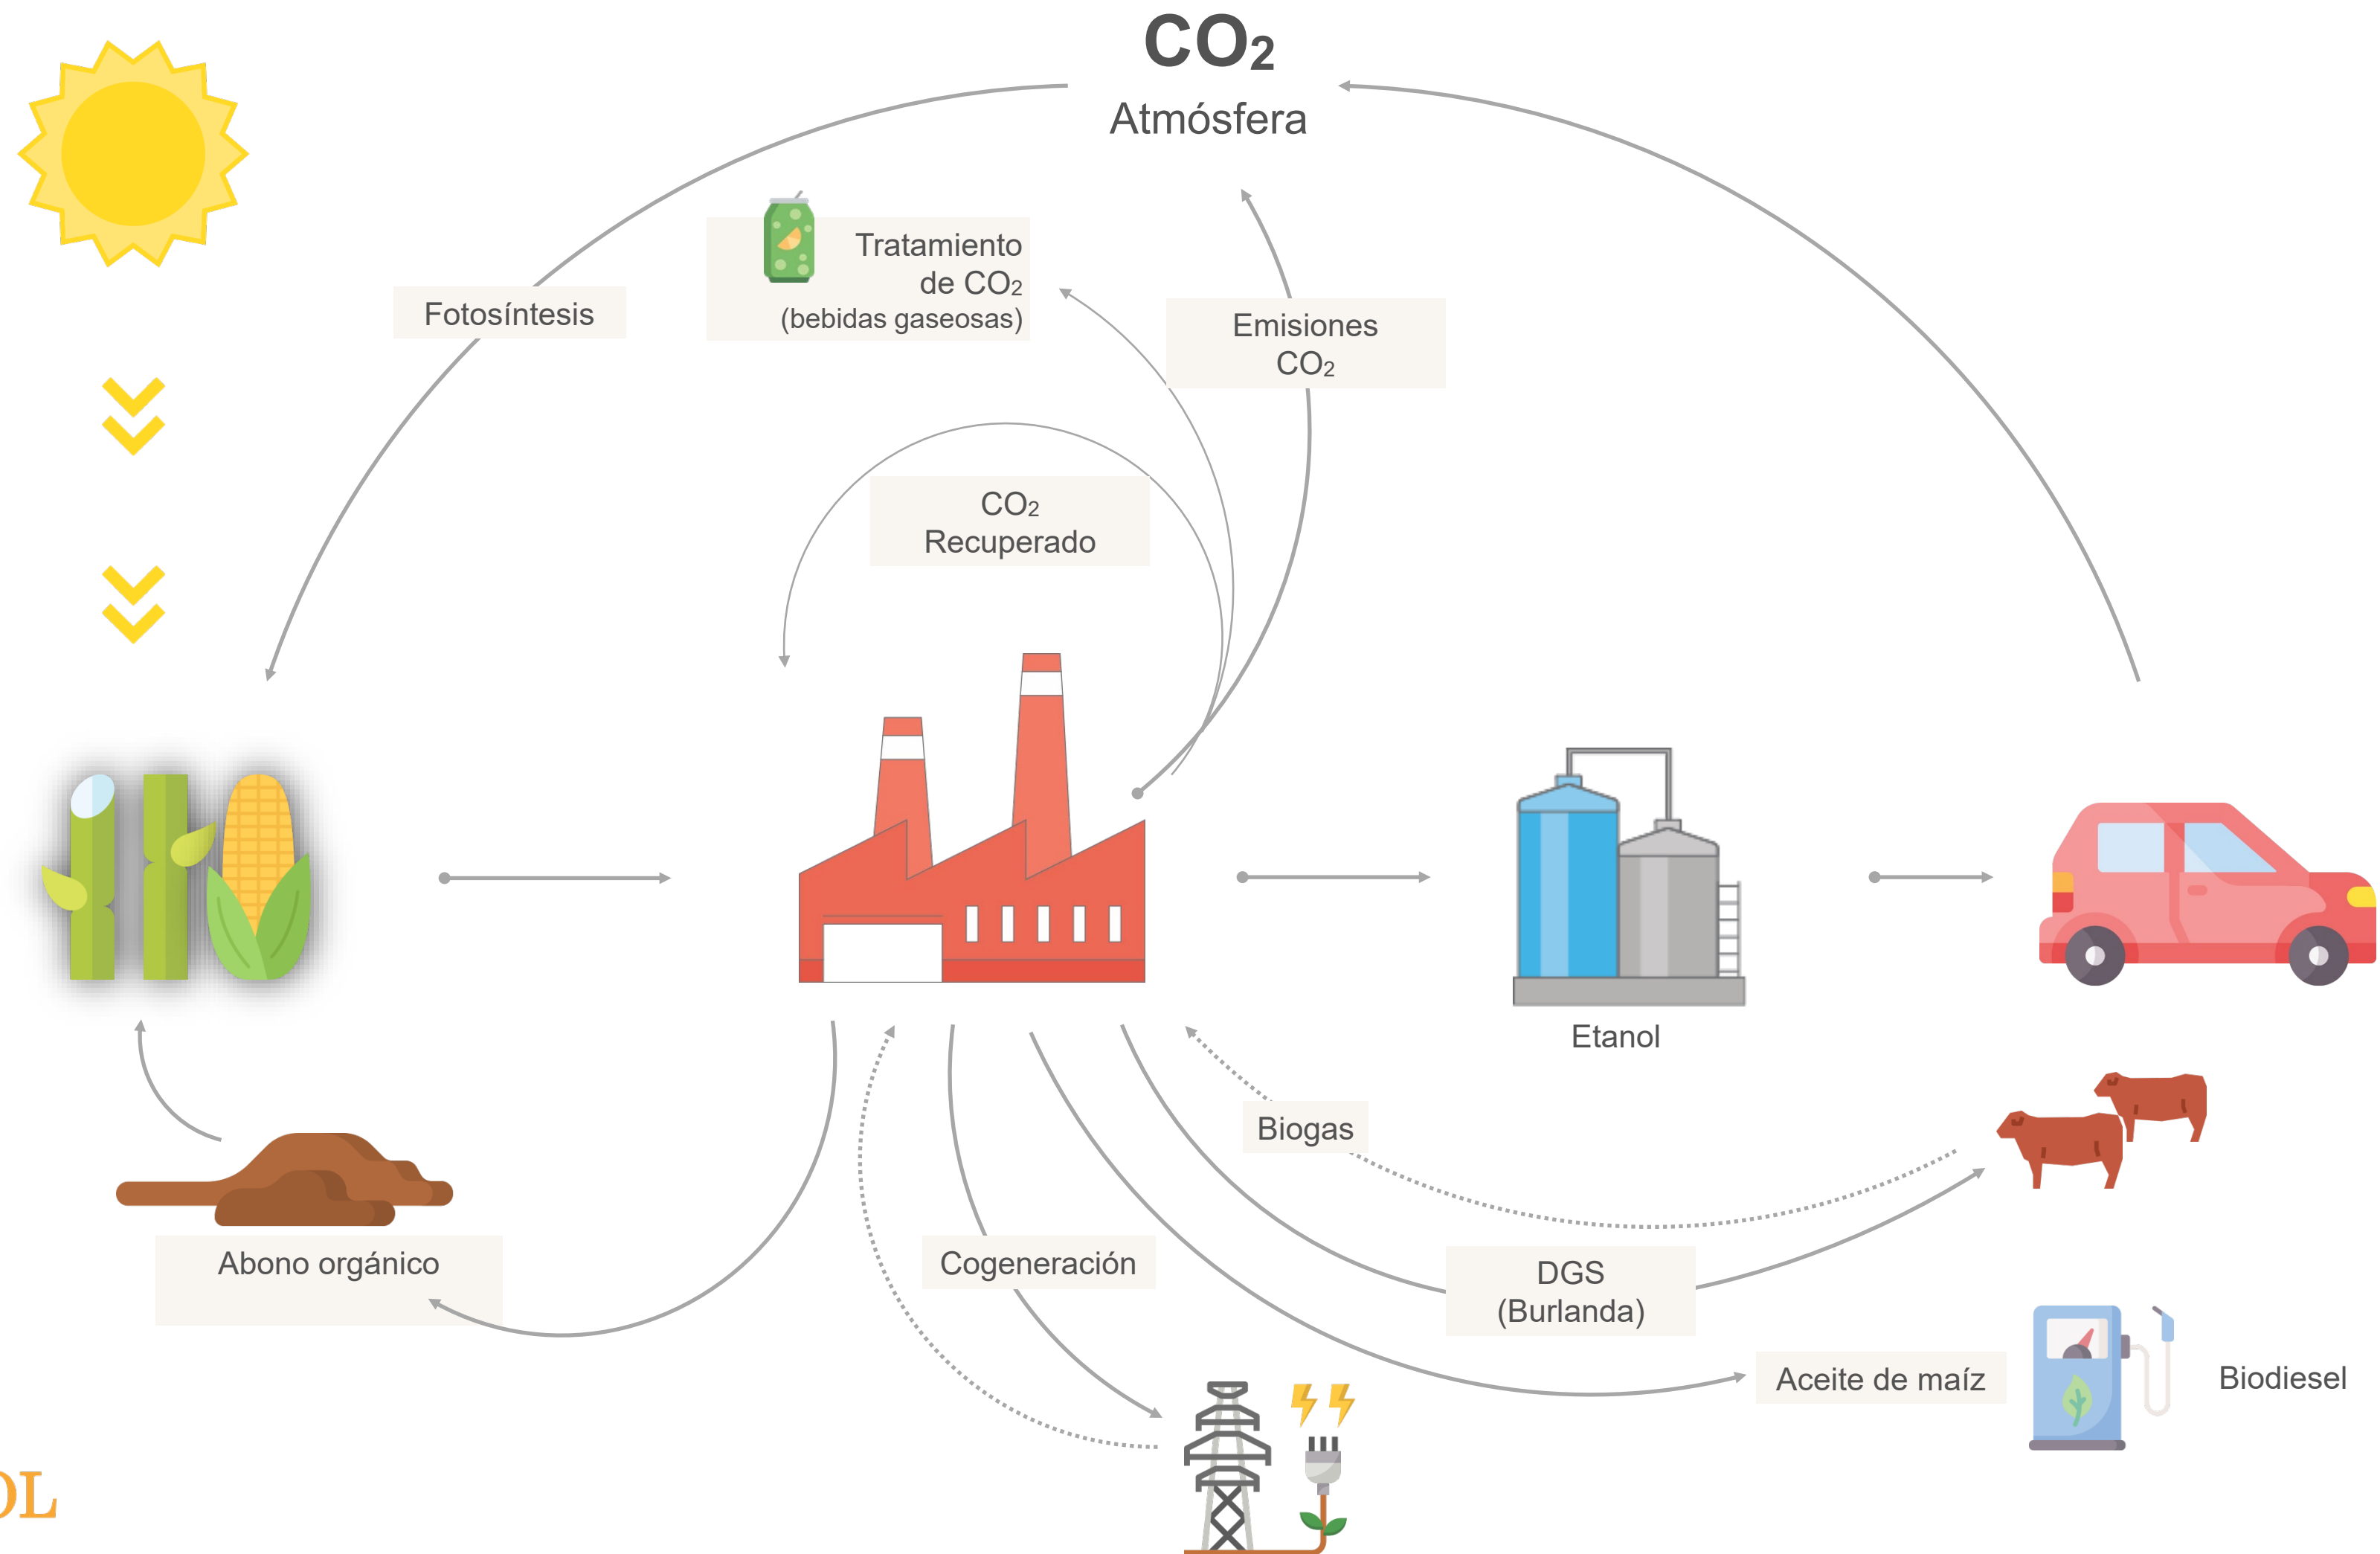 CO₂
Atmósfera
Tratamiento
de CO₂
(bebidas gaseosas)
Fotosíntesis
Emisiones
CO₂
CO₂
Recuperado
Etanol
Biogas
Abono orgánico
Cogeneración
DGS
(Burlanda)
Aceite de maíz
Biodiesel
OL